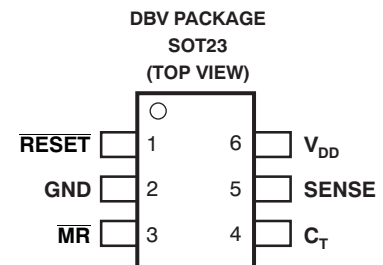 DBV PACKAGE
SOT23
(TOP VIEW)
RESET 1 6 VDD
GND 2 5 SENSE
MR 3 4 CT